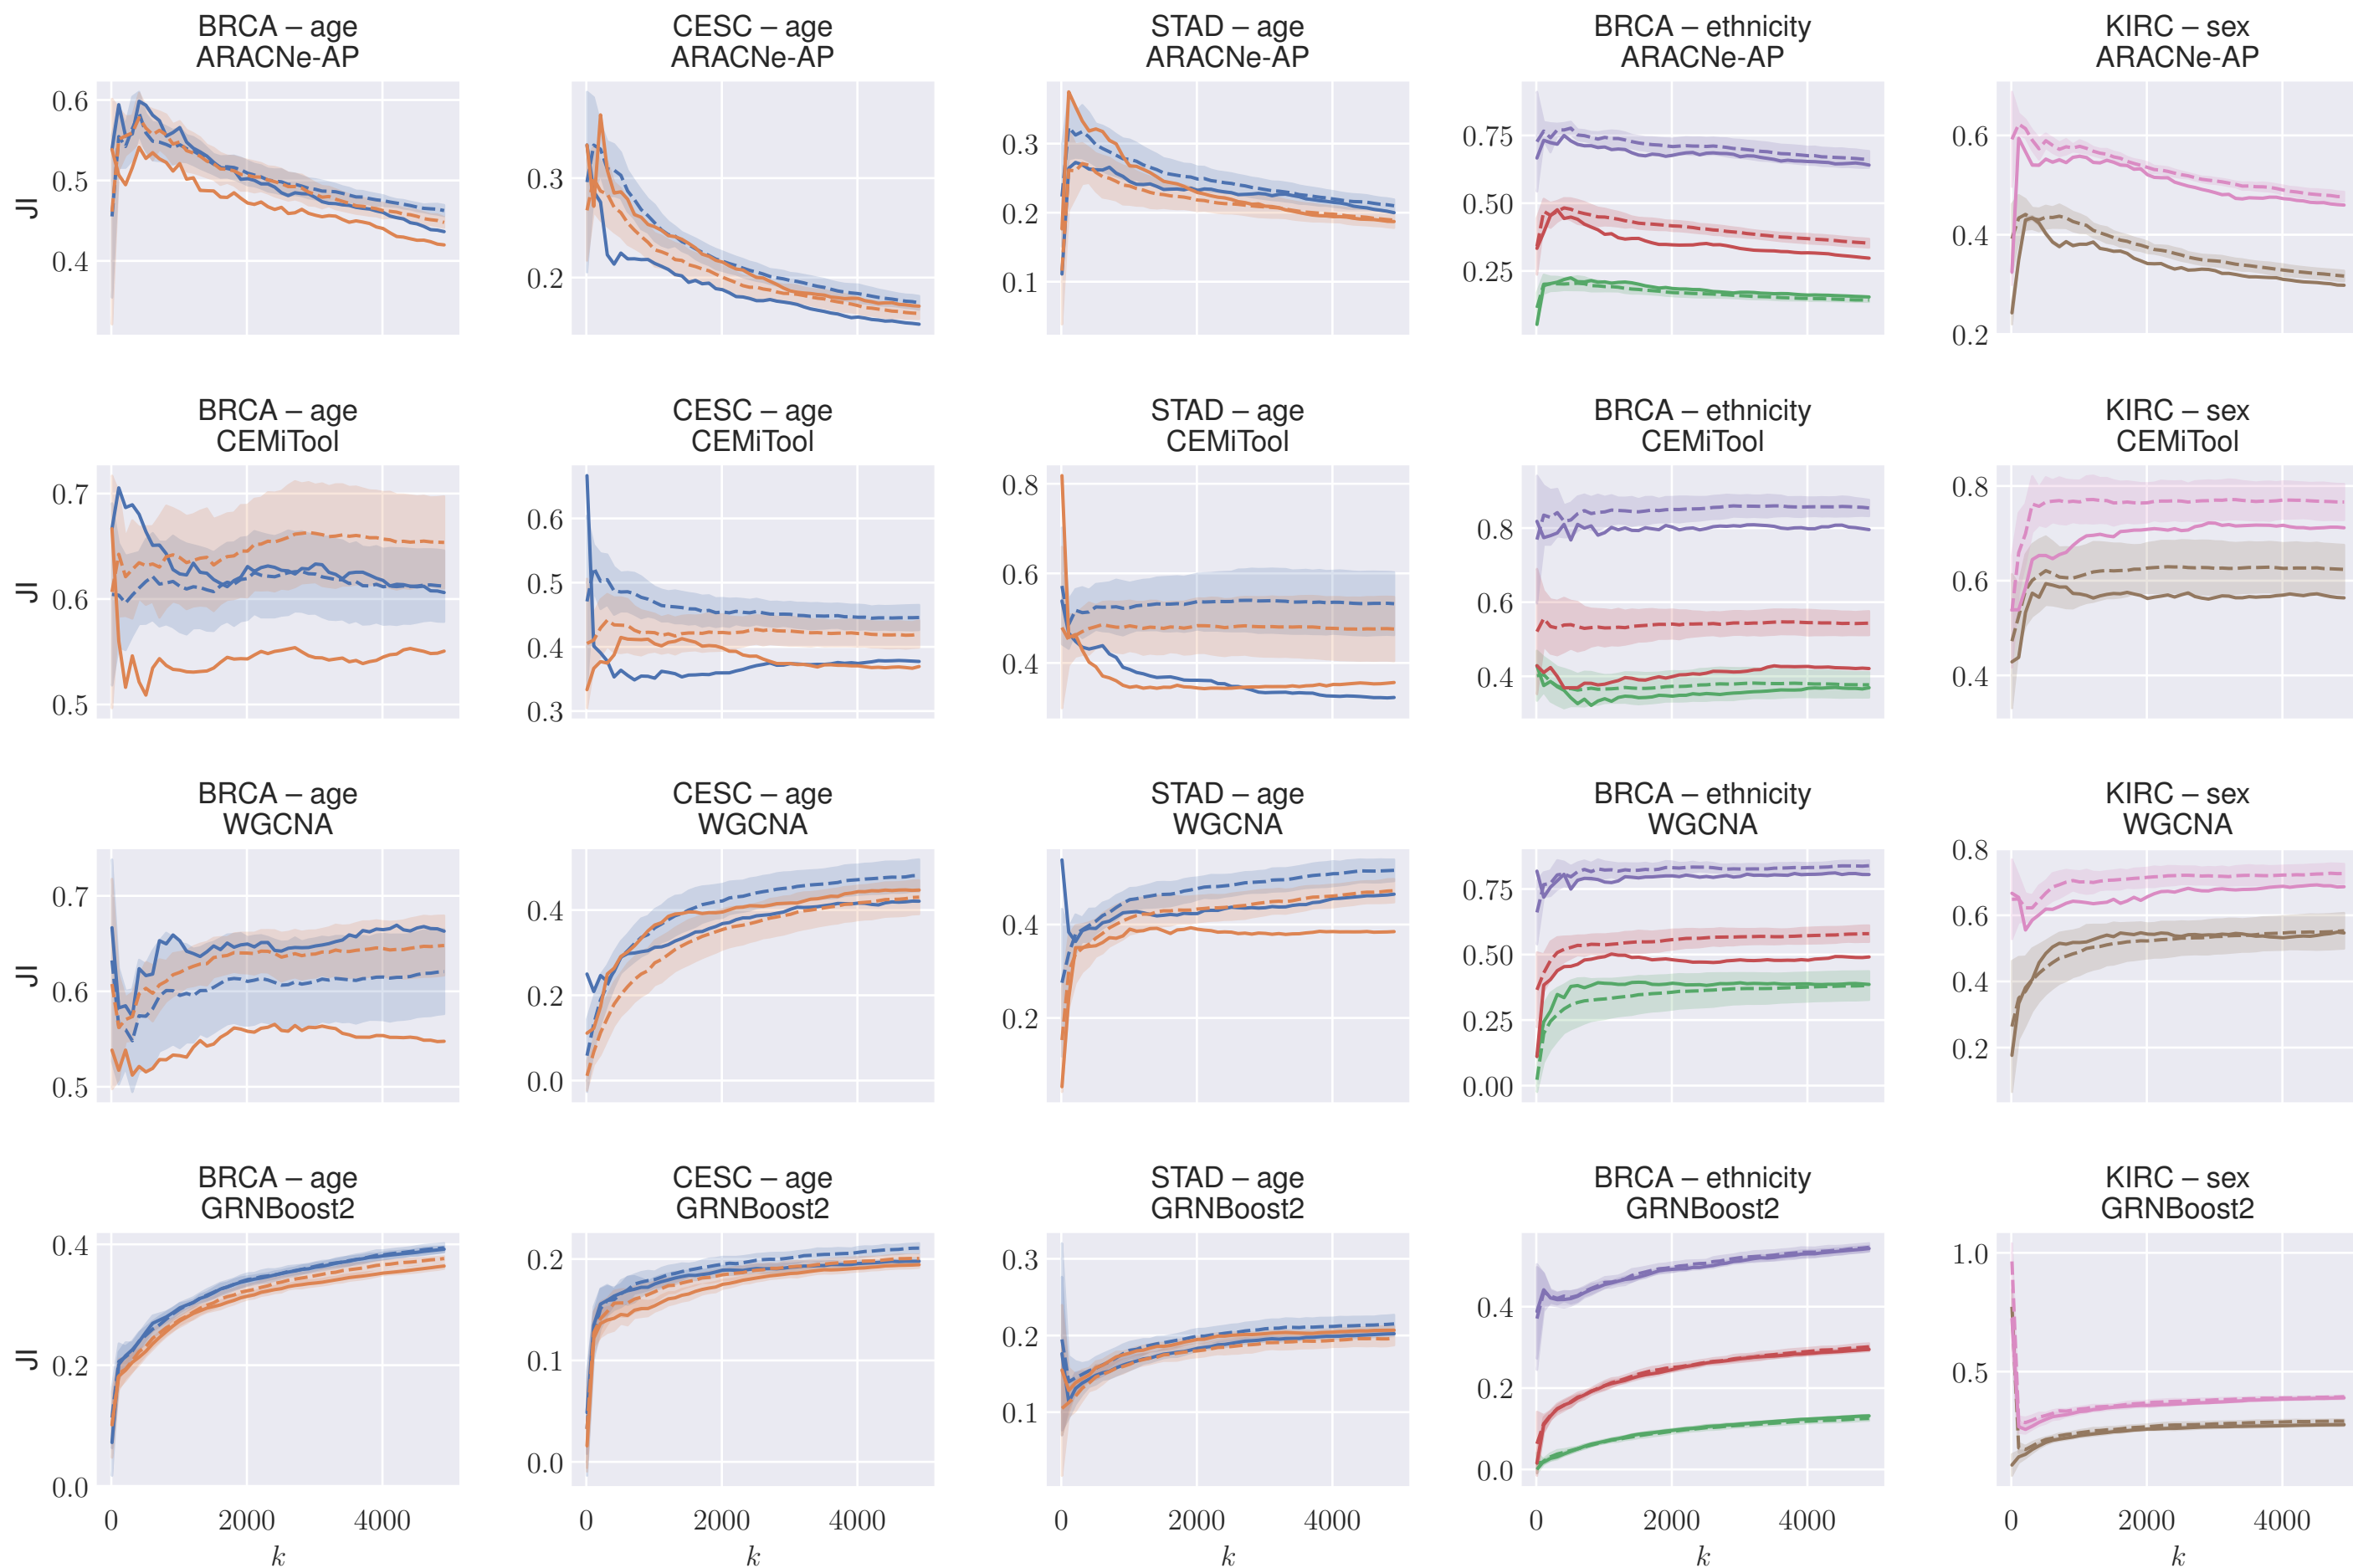 BRCA – age
ARACNe-AP
CESC – age
ARACNe-AP
STAD – age
ARACNe-AP
BRCA – ethnicity
ARACNe-AP
KIRC – sex
ARACNe-AP
JI
0.6
0.5
0.4
0.3
0.2
0.3
0.2
0.1
0.75
0.50
0.25
0.6
0.4
0.2
BRCA – age
CEMiTool
CESC – age
CEMiTool
STAD – age
CEMiTool
BRCA – ethnicity
CEMiTool
KIRC – sex
CEMiTool
JI
0.7
0.6
0.5
0.6
0.5
0.4
0.3
0.8
0.6
0.4
0.8
0.6
0.4
0.8
0.6
0.4
BRCA – age
WGCNA
CESC – age
WGCNA
STAD – age
WGCNA
BRCA – ethnicity
WGCNA
KIRC – sex
WGCNA
JI
0.7
0.6
0.5
0.4
0.2
0.0
0.4
0.2
0.75
0.50
0.25
0.00
0.8
0.6
0.4
0.2
BRCA – age
GRNBoost2
CESC – age
GRNBoost2
STAD – age
GRNBoost2
BRCA – ethnicity
GRNBoost2
KIRC – sex
GRNBoost2
JI
0.4
0.2
0.0
0.2
0.1
0.0
0.3
0.2
0.1
0.4
0.2
0.0
1.0
0.5
0 2000 4000
k
0 2000 4000
k
0 2000 4000
k
0 2000 4000
k
0 2000 4000
k